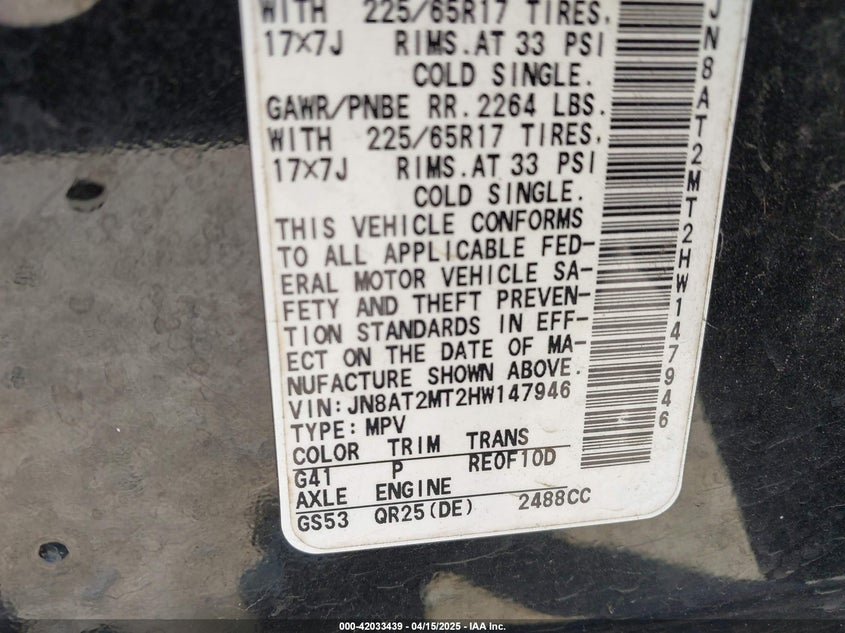 WITH 225/65R17 TIRES,
17×7J RIMS.AT 33 PSI
COLD SINGLE.
GAWR/PNBE RR.2264 LBS.
WITH 225/65R17 TIRES,
17×7J RIMS.AT 33 PSI
COLD SINGLE.
THIS VEHICLE CONFORMS
TO ALL APPLICABLE FED-
ERAL MOTOR VEHICLE SA-
FETY AND THEFT PREVEN-
TION STANDARDS IN EFF-
ECT ON THE DATE OF MA-
NUFACTURE SHOWN ABOVE.
VIN:JN8AT2MT2HW147946
TYPE:MPV
COLOR TRIM TRANS
G41 P RE0F10D
AXLE ENGINE
GS53 QR25(DE) 2488CC
JN8AT2MT2HW147946
000-42033439 - 04/15/2025 - IAA Inc.